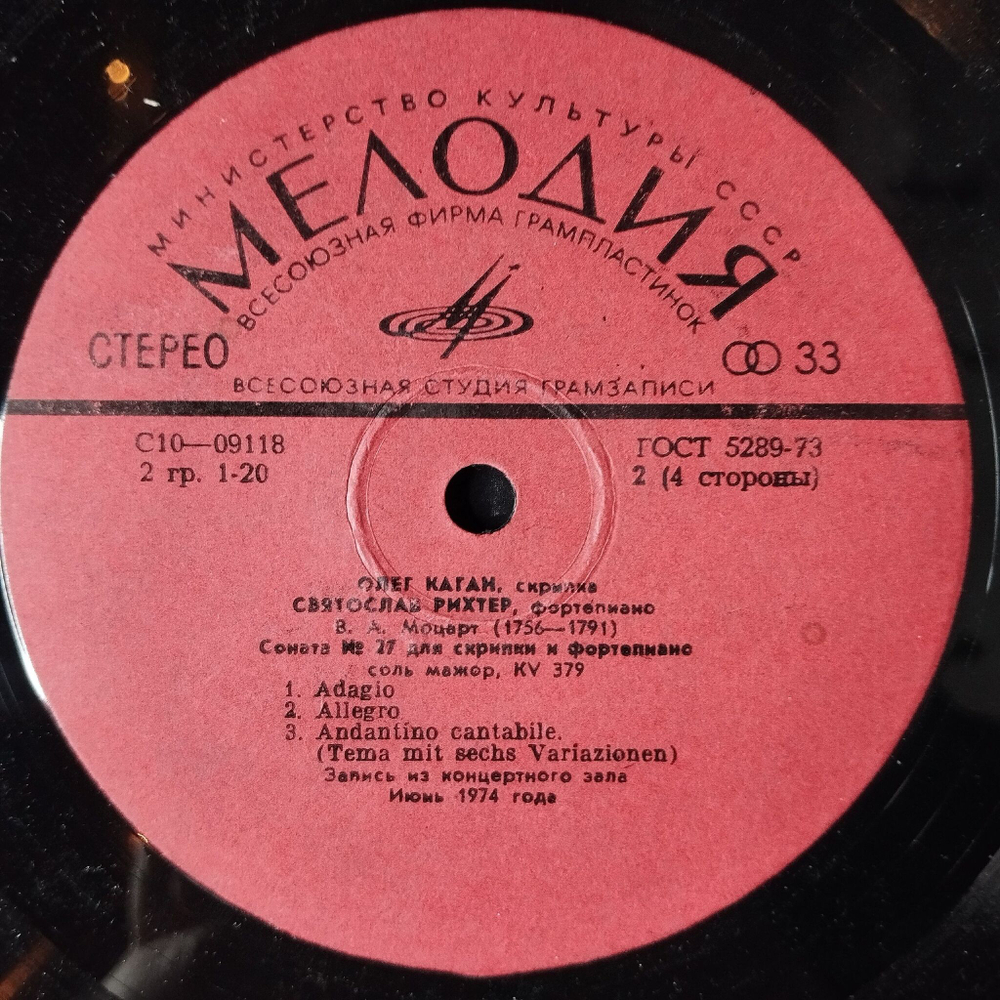 МИНИСТЕРСТВО КУЛЬТУРЫ СССР
МЕЛОДИЯ
ВСЕСОЮЗНАЯ ФИРМА ГРАМПЛАСТИНОК
СТЕРЕО
33
ВСЕСОЮЗНАЯ СТУДИЯ ГРАМЗАПИСИ
С10—09118
ГОСТ 5289-73
2 гр. 1-20
2 (4 стороны)
ОЛЕГ КАГАН, скрипка
СВЯТОСЛАВ РИХТЕР, фортепиано
В. А. Моцарт (1756—1791)
Соната № 27 для скрипки и фортепиано
соль мажор, KV 379
1. Adagio
2. Allegro
3. Andantino cantabile.
(Tema mit sechs Variazionen)
Запись из концертного зала
Июнь 1974 года